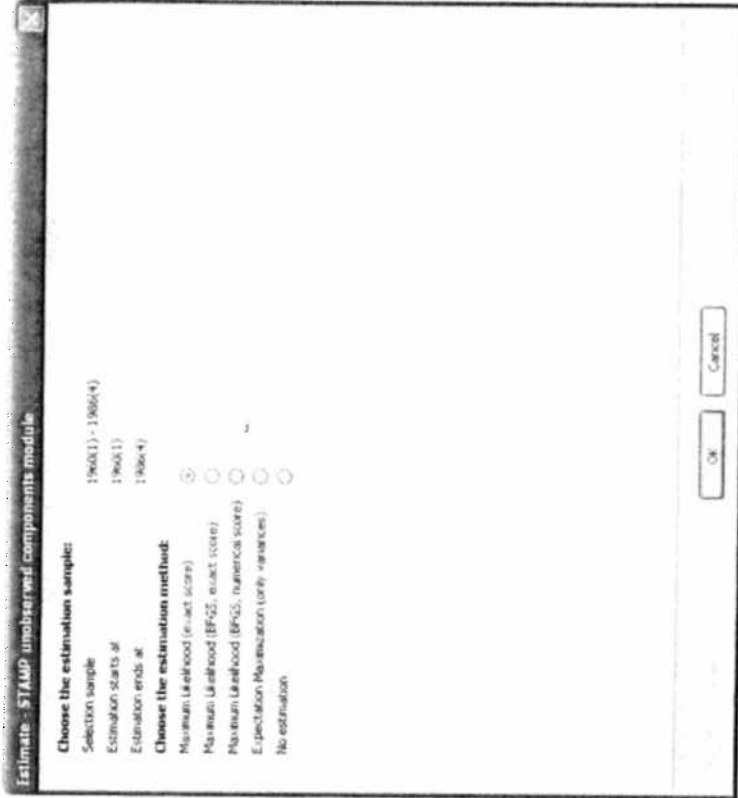 Estimate - STAMP unobserved components module
Choose the estimation sample:
Selection sample 1960(1) - 1986(4)
Estimation starts at 1960(1)
Estimation ends at 1986(4)
Choose the estimation method:
Maximum Likelihood (exact score)
Maximum Likelihood (BFGS, exact score)
Maximum Likelihood (BFGS, numerical score)
Expectation Maximization (only variances)
No estimation
OK Cancel